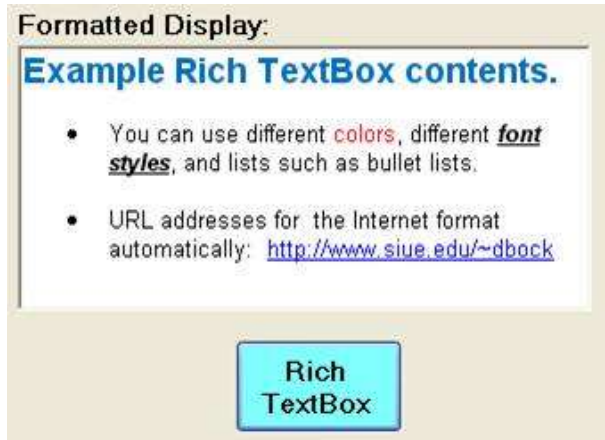 Formatted Display:
Example Rich TextBox contents.
• You can use different colors, different font
styles, and lists such as bullet lists.
• URL addresses for the Internet format
automatically: http://www.siue.edu/~dbock
Rich
TextBox